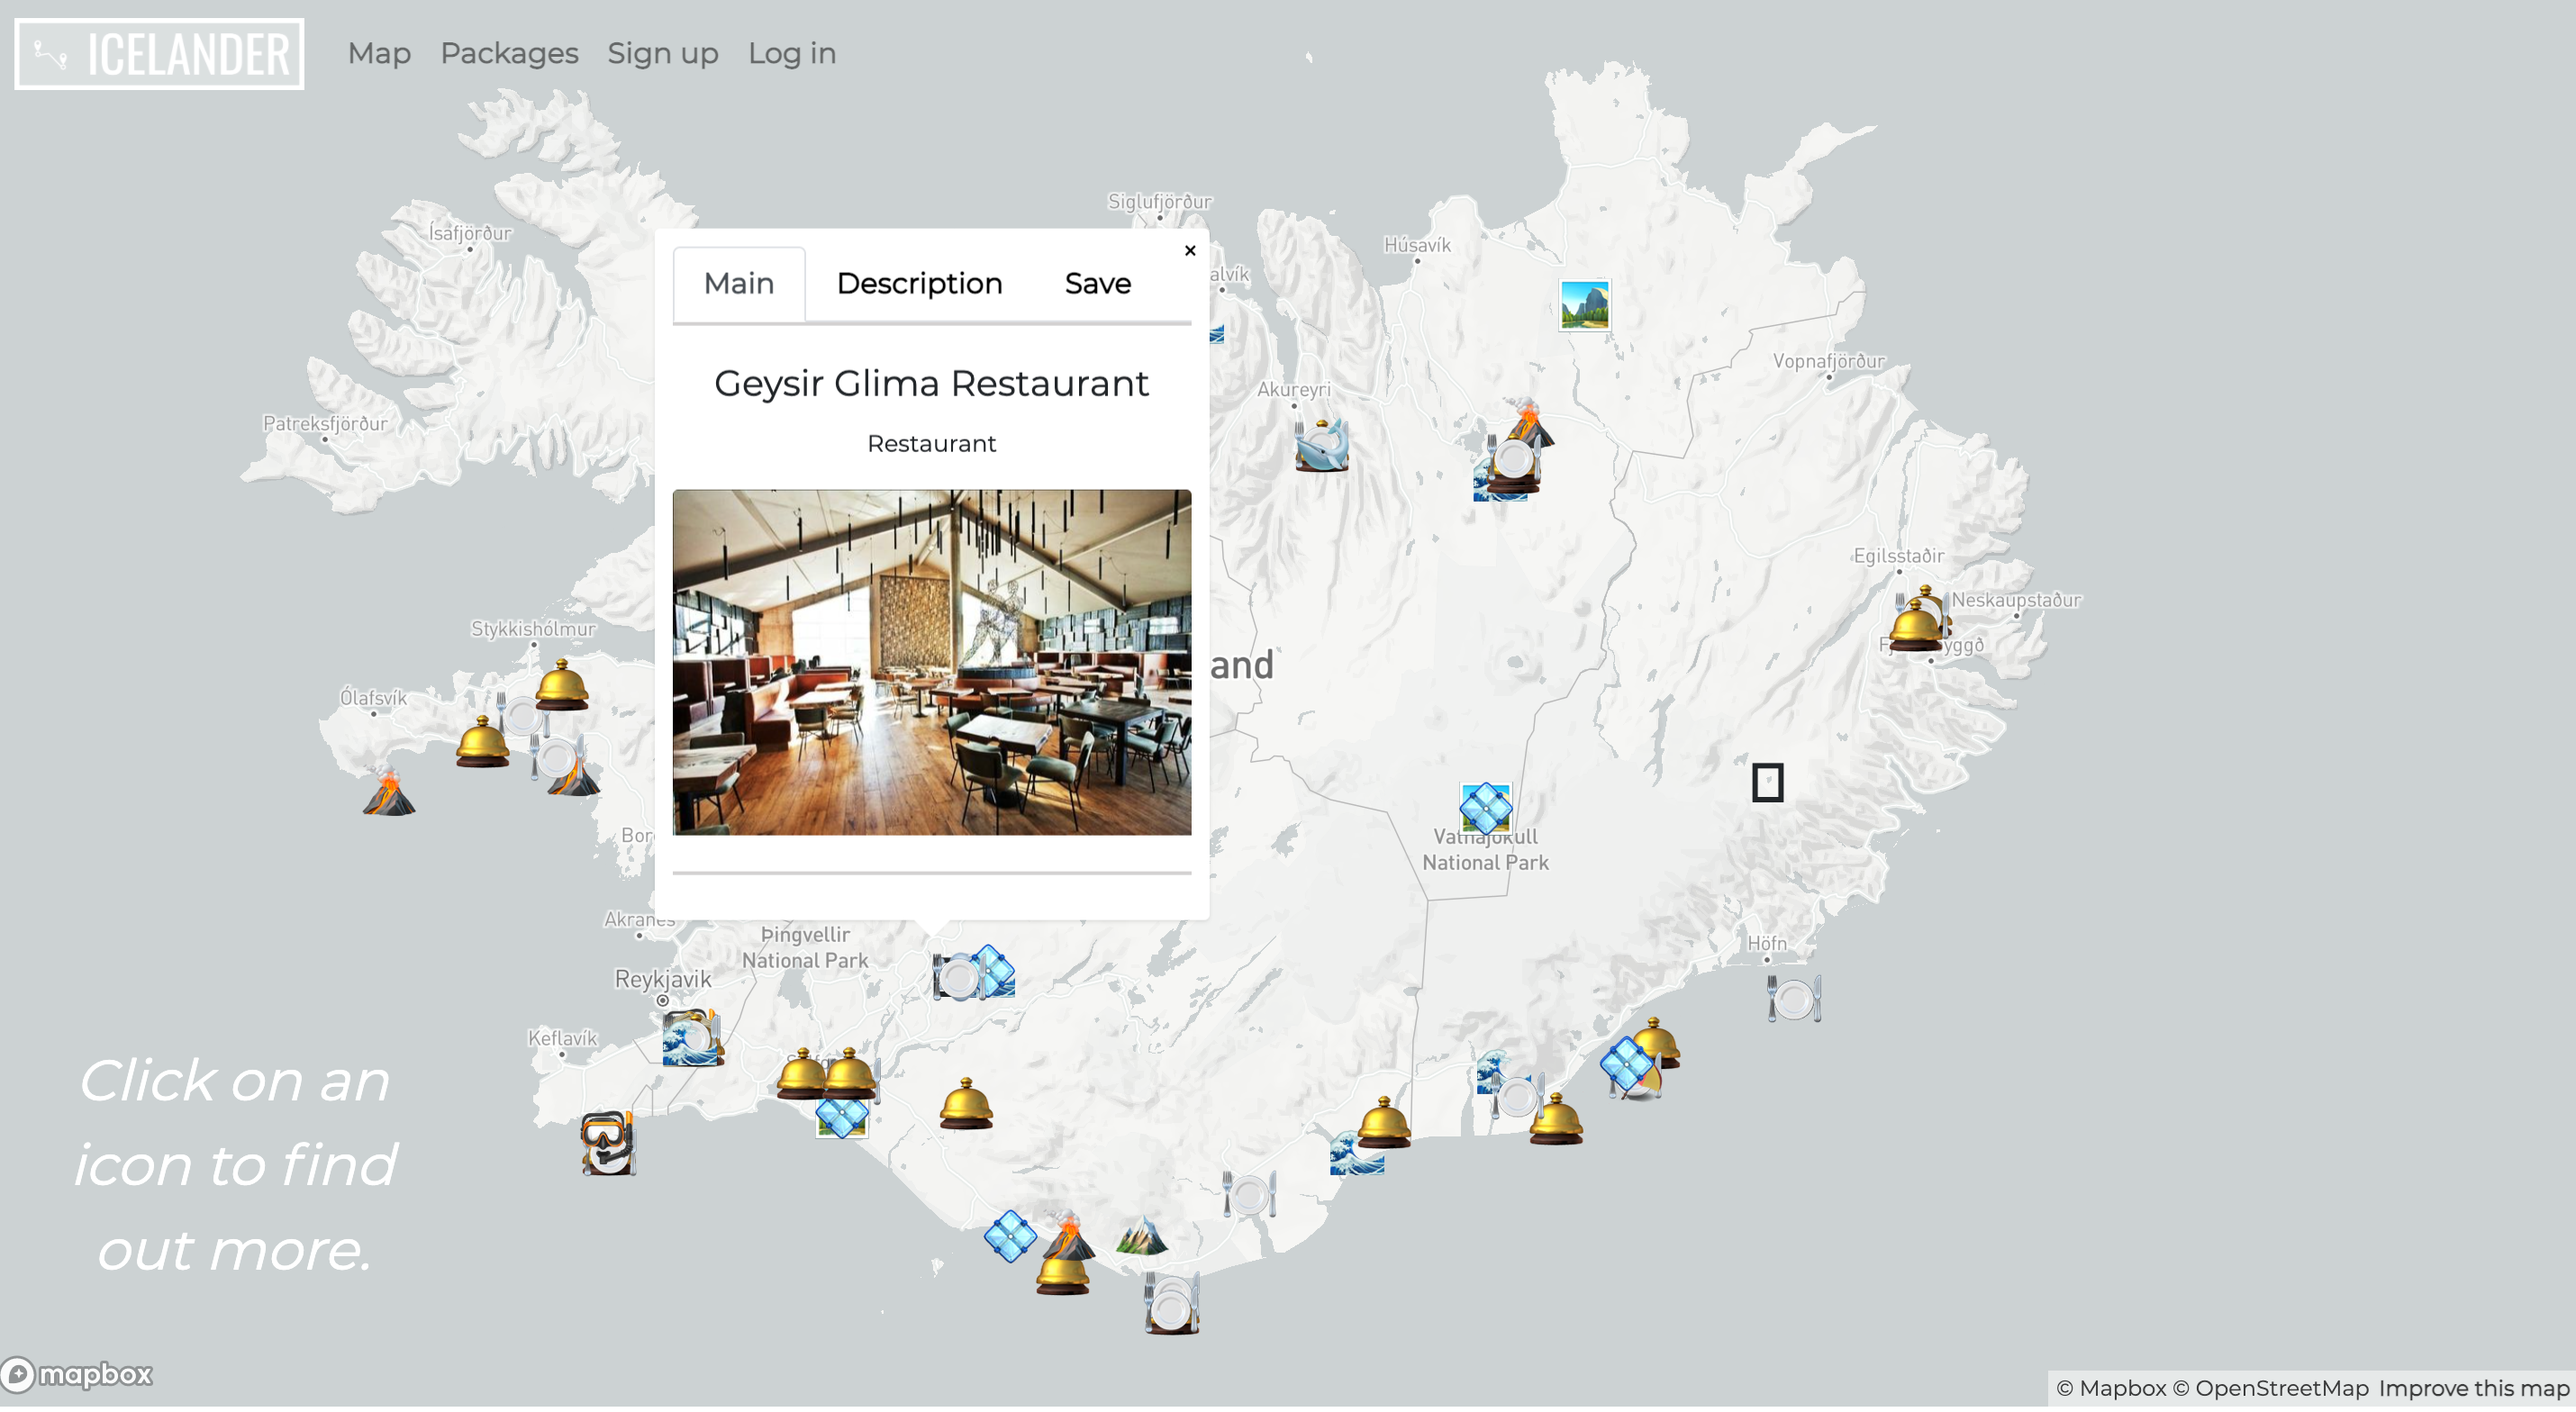 ICELANDER
Map Packages Sign up Log in
Siglufjörður
Ísafjörður
Húsavík
Main Description Save
×
alvík
Geysir Glima Restaurant
Restaurant
Akureyri
Vopnafjörður
Patreksfjörður
Egilsstaðir
Neskaupstaður
Stykkishólmur
yggð
and
Ólafsvík
Vatnajökull
National Park
Akranes
Þingvellir
National Park
Höfn
Reykjavik
Keflavík
Click on an
icon to find
out more.
mapbox
© Mapbox © OpenStreetMap Improve this map